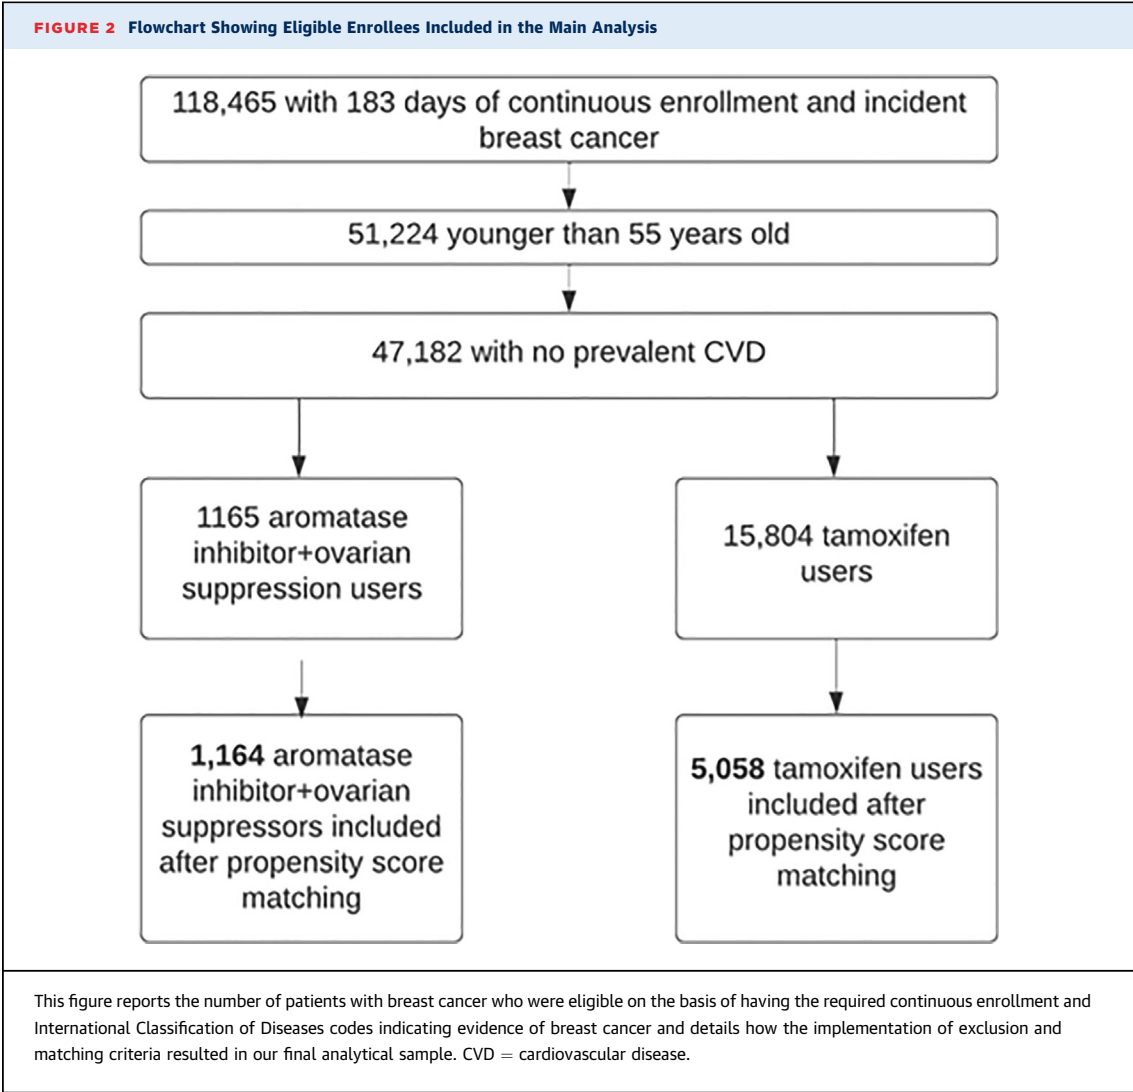 FIGURE 2 Flowchart Showing Eligible Enrollees Included in the Main Analysis
118,465 with 183 days of continuous enrollment and incident
breast cancer
51,224 younger than 55 years old
47,182 with no prevalent CVD
1165 aromatase
inhibitor+ovarian
suppression users
15,804 tamoxifen
users
1,164 aromatase
inhibitor+ovarian
suppressors included
after propensity score
matching
5,058 tamoxifen users
included after
propensity score
matching
This figure reports the number of patients with breast cancer who were eligible on the basis of having the required continuous enrollment and
International Classification of Diseases codes indicating evidence of breast cancer and details how the implementation of exclusion and
matching criteria resulted in our final analytical sample. CVD = cardiovascular disease.